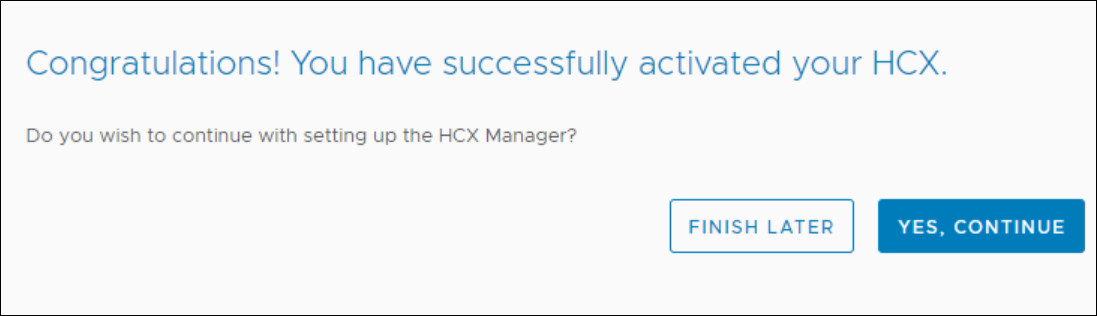 Congratulations! You have successfully activated your HCX.
Do you wish to continue with setting up the HCX Manager?
FINISH LATER
YES, CONTINUE